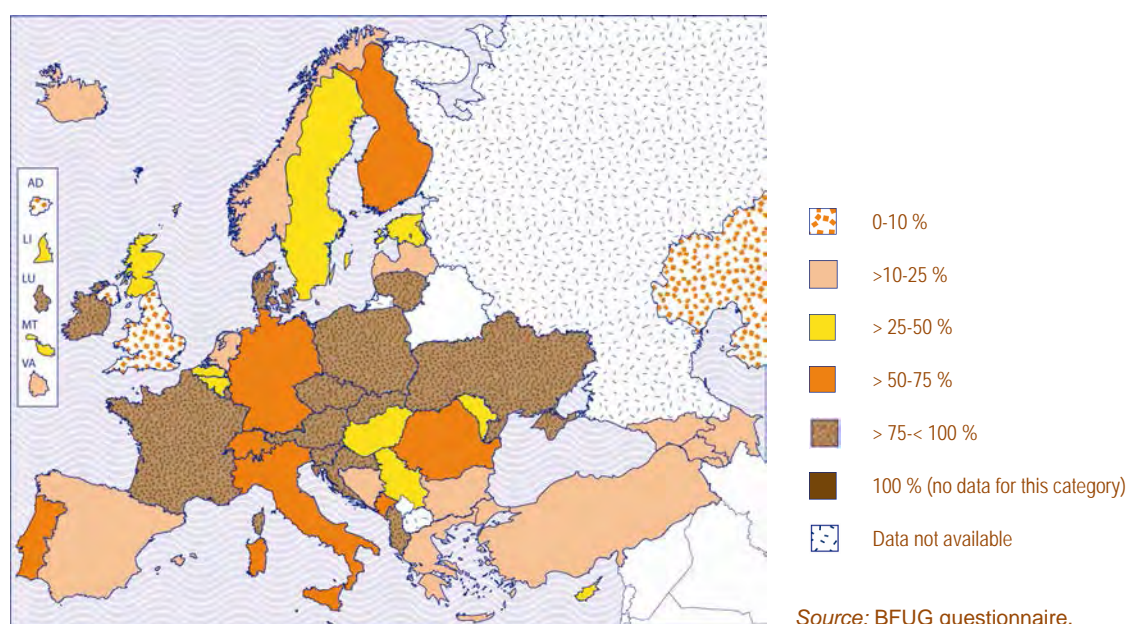 AD
LI
LU
MT
VA
0-10 %
>10-25 %
> 25-50 %
> 50-75 %
> 75-< 100 %
100 % (no data for this category)
Data not available
Source: BFUG questionnaire.